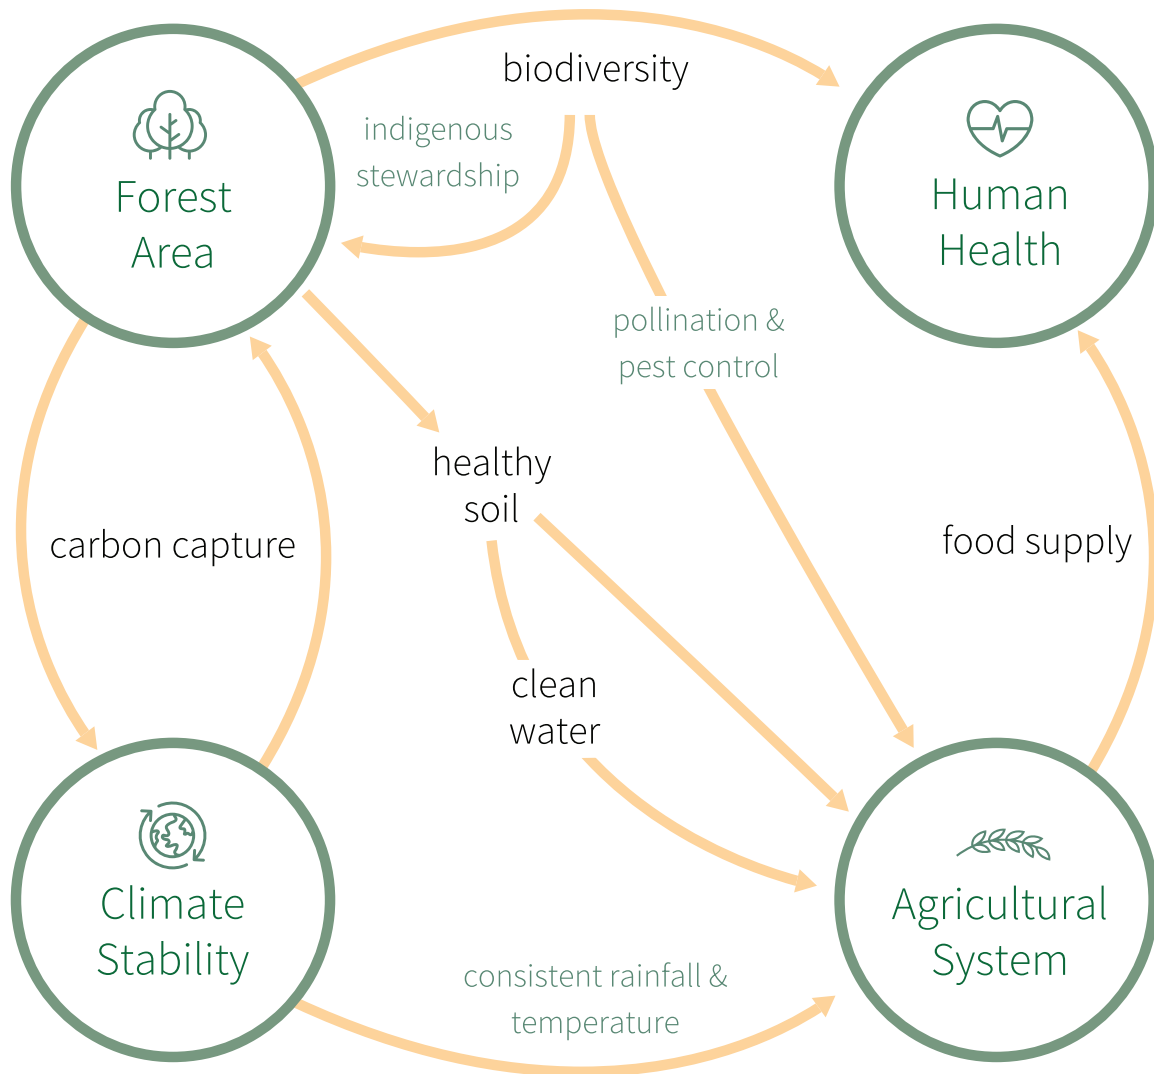 biodiversity
indigenous
stewardship
Forest
Area
Human
Health
pollination &
pest control
healthy
soil
carbon capture
food supply
clean
water
Climate
Stability
Agricultural
System
consistent rainfall &
temperature